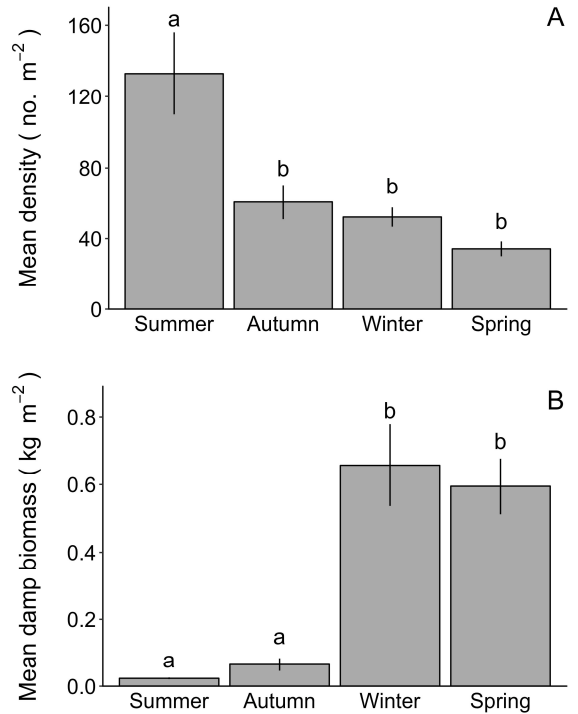 A
Mean density ( no. m⁻² )
160
120
80
40
0
a
b
b
b
Summer Autumn Winter Spring
B
Mean damp biomass ( kg m⁻² )
0.8
0.6
0.4
0.2
0.0
a
a
b
b
Summer Autumn Winter Spring